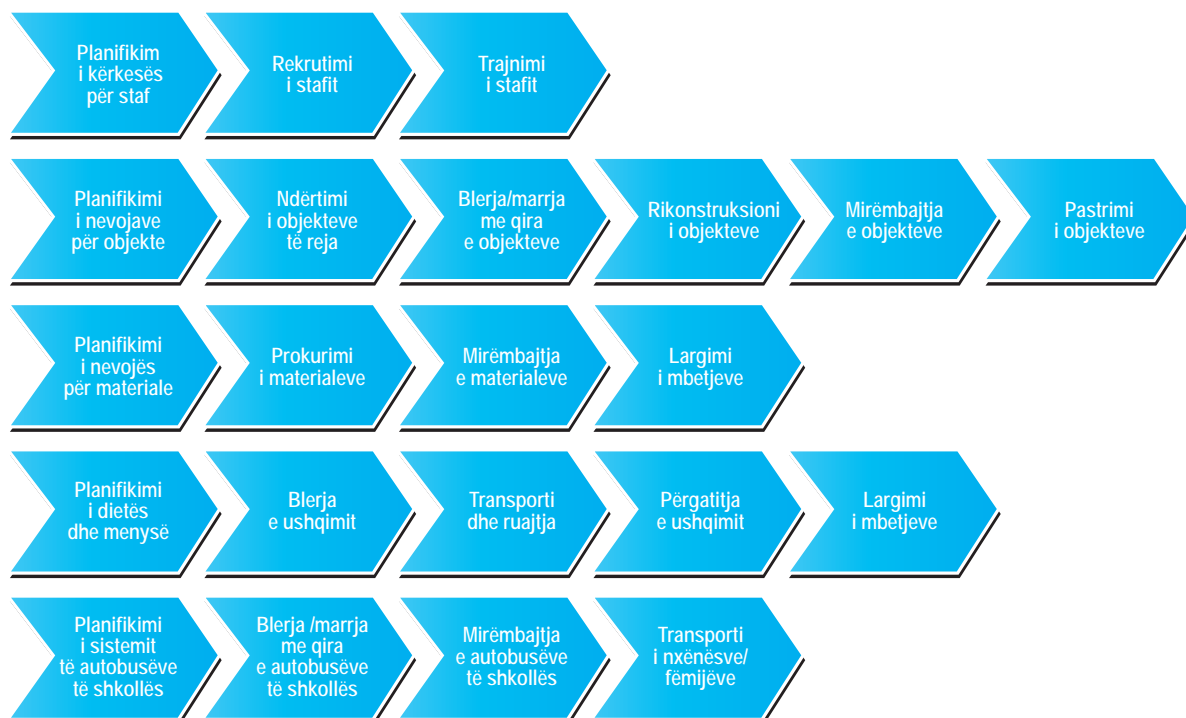 Planifikim
i kërkesës
për staf
Rekrutimi
i stafit
Trajnimi
i stafit
Planifikimi
i nevojave
për objekte
Ndërtimi
i objekteve
të reja
Blerja/marrja
me qira
e objekteve
Rikonstruksioni
i objekteve
Mirëmbajtja
e objekteve
Pastrimi
i objekteve
Planifikimi
i nevojës
për materiale
Prokurimi
i materialeve
Mirëmbajtja
e materialeve
Largimi
i mbetjeve
Planifikimi
i dietës
dhe menysë
Blerja
e ushqimit
Transporti
dhe ruajtja
Përgatitja
e ushqimit
Largimi
i mbetjeve
Planifikimi
i sistemit
të autobusëve
të shkollës
Blerja /marrja
me qira
e autobusëve
të shkollës
Mirëmbajtja
e autobusëve
të shkollës
Transporti
i nxënësve/
fëmijëve